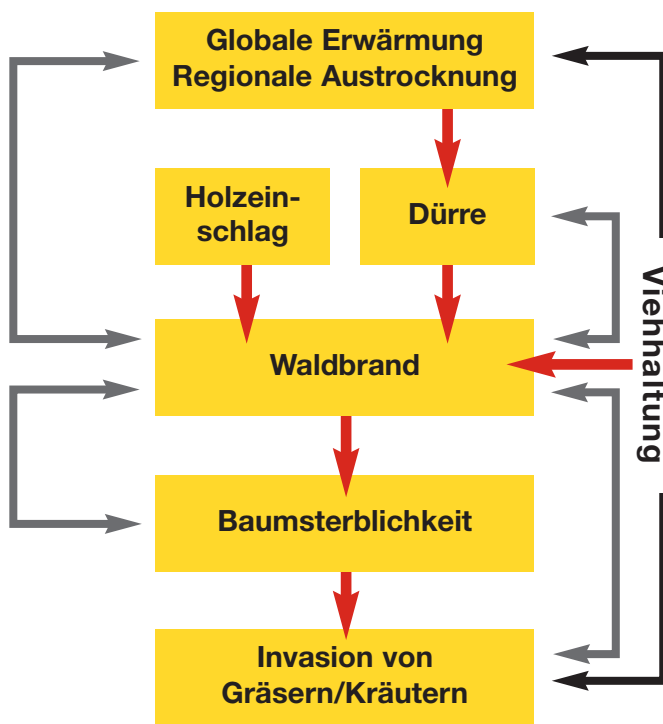 Globale Erwärmung
Regionale Austrocknung
Holzein-
schlag
Dürre
Waldbrand
Viehhaltung
Baumsterblichkeit
Invasion von
Gräsern/Kräutern